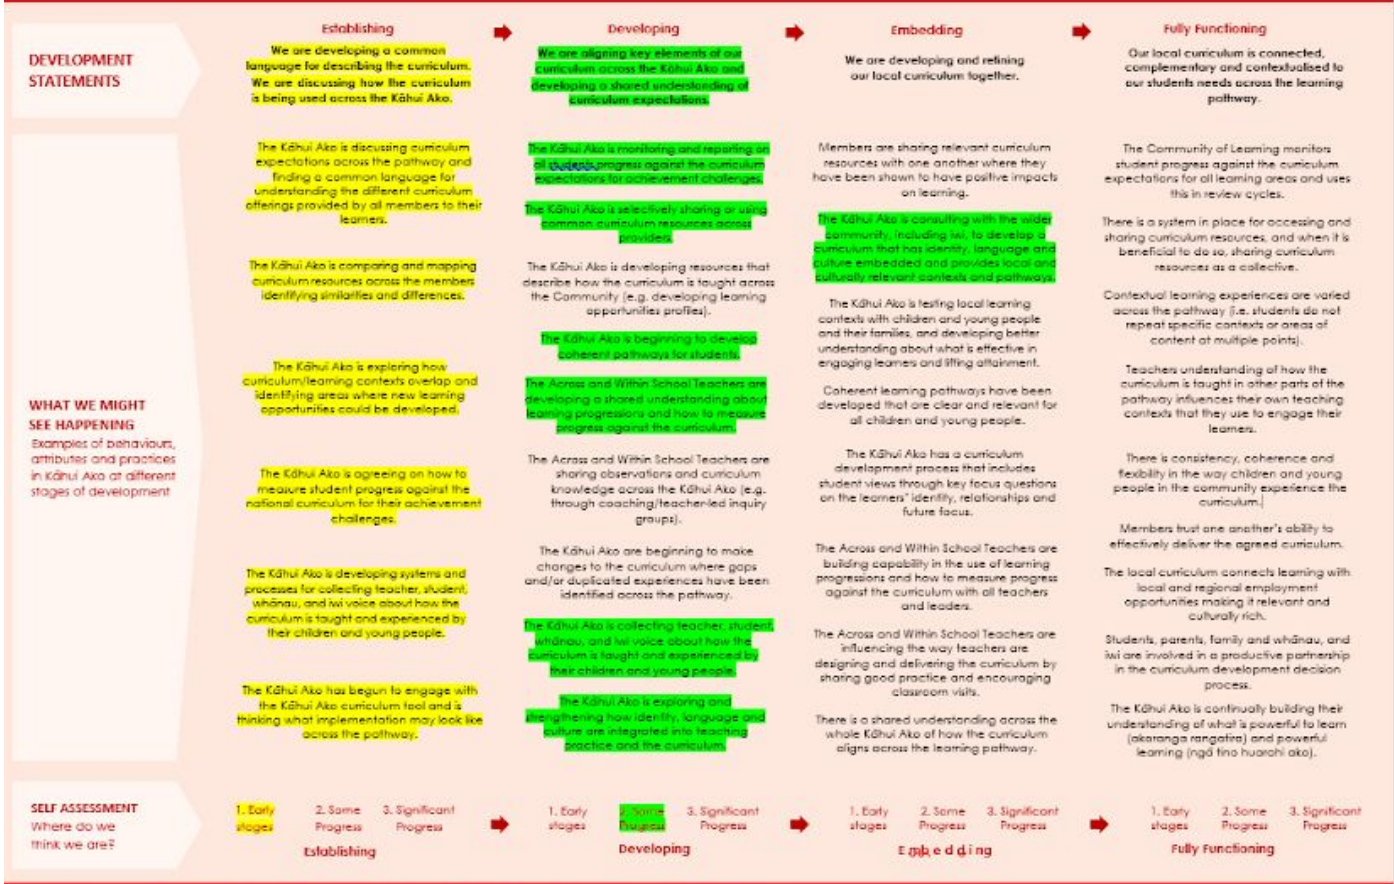 Establishing
Developing
Embedding
Fully Functioning
DEVELOPMENT
STATEMENTS
We are developing a common
language for describing the curriculum.
We are discussing how the curriculum
is being used across the Kāhui Ako.
We are aligning key elements of our
curriculum across the Kāhui Ako and
developing a shared understanding of
curriculum expectations.
We are developing and refining
our local curriculum together.
Our local curriculum is connected,
complementary and contextualised to
our students needs across the learning
pathway.
WHAT WE MIGHT
SEE HAPPENING
Examples of behaviours,
attributes and practices
in Kāhui Ako at different
stages of development
The Kāhui Ako is discussing curriculum
expectations across the pathway and
finding a common language for
understanding the different curriculum
offerings provided by all members to their
learners.
The Kāhui Ako is comparing and mapping
curriculum resources across the members
identifying similarities and differences.
The Kāhui Ako is exploring how
curriculum/learning contexts overlap and
identifying areas where new learning
opportunities could be developed.
The Kāhui Ako is agreeing on how to
measure student progress against the
national curriculum for their achievement
challenges.
The Kāhui Ako is developing systems and
processes for collecting teacher, student,
whānau, and iwi voice about how the
curriculum is taught and experienced by
their children and young people.
The Kāhui Ako has begun to engage with
the Kāhui Ako curriculum tool and is
thinking what implementation may look like
across the pathway.
The Kāhui Ako is monitoring and reporting on
all students progress against the curriculum
expectations for achievement challenges.
The Kāhui Ako is selectively sharing or using
common curriculum resources across
providers.
The Kāhui Ako is developing resources that
describe how the curriculum is taught across
the Community (e.g. developing learning
opportunities profiles).
The Kāhui Ako is beginning to develop
coherent pathways for students.
The Across and Within School Teachers are
developing a shared understanding about
learning progressions and how to measure
progress against the curriculum.
The Across and Within School Teachers are
sharing observations and curriculum
knowledge across the Kāhui Ako (e.g.
through coaching/teacher-led inquiry
groups).
The Kāhui Ako are beginning to make
changes to the curriculum where gaps
and/or duplicated experiences have been
identified across the pathway.
The Kāhui Ako is collecting teacher, student,
whānau, and iwi voice about how the
curriculum is taught and experienced by
their children and young people.
The Kāhui Ako is exploring and
strengthening how identity, language and
culture are integrated into teaching
practice and the curriculum.
Members are sharing relevant curriculum
resources with one another where they
have been shown to have positive impacts
on learning.
The Kāhui Ako is consulting with the wider
community, including iwi, to develop a
curriculum that has identity, language and
culture embedded and provides local and
culturally relevant contexts and pathways.
The Kāhui Ako is testing local learning
contexts with children and young people
and their families, and developing better
understanding about what is effective in
engaging learners and lifting attainment.
Coherent learning pathways have been
developed that are clear and relevant for
all children and young people.
The Kāhui Ako has a curriculum
development process that includes
student views through key focus questions
on the learners' identity, relationships and
future focus.
The Across and Within School Teachers are
building capability in the use of learning
progressions and how to measure progress
against the curriculum with all teachers
and leaders.
The Across and Within School Teachers are
influencing the way teachers are
designing and delivering the curriculum by
sharing good practice and encouraging
classroom visits.
There is a shared understanding across the
whole Kāhui Ako of how the curriculum
aligns across the learning pathway.
The Community of Learning monitors
student progress against the curriculum
expectations for all learning areas and uses
this in review cycles.
There is a system in place for accessing and
sharing curriculum resources, and when it is
beneficial to do so, sharing curriculum
resources as a collective.
Contextual learning experiences are varied
across the pathway (i.e. students do not
repeat specific contexts or areas of
content at multiple points).
Teachers understanding of how the
curriculum is taught in other parts of the
pathway influences their own teaching
contexts that they use to engage their
learners.
There is consistency, coherence and
flexibility in the way children and young
people in the community experience the
curriculum.
Members trust one another's ability to
effectively deliver the agreed curriculum.
The local curriculum connects learning with
local and regional employment
opportunities making it relevant and
culturally rich.
Students, parents, family and whānau, and
iwi are involved in a productive partnership
in the curriculum development decision
process.
The Kāhui Ako is continually building their
understanding of what is powerful to learn
(akoranga rangatira) and powerful
learning (ngā tino huarahi ako).
SELF ASSESSMENT
Where do we
think we are?
1. Early
stages
2. Some
Progress
3. Significant
Progress
Establishing
1. Early
stages
2. Some
Progress
3. Significant
Progress
Developing
1. Early
stages
2. Some
Progress
3. Significant
Progress
Embedding
1. Early
stages
2. Some
Progress
3. Significant
Progress
Fully Functioning